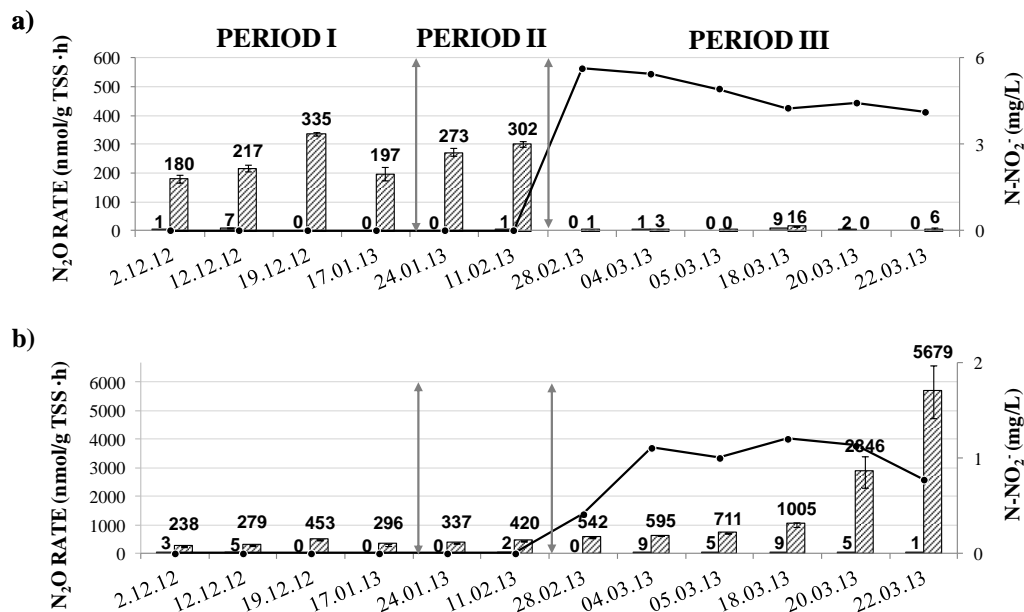 a)
PERIOD I PERIOD II PERIOD III
N₂O RATE (nmol/g TSS·h)
600
500
400
300
200
100
0
1 180 7 217 0 335 0 197 0 273 1 302 0 1 1 3 0 0 9 16 2 0 0 6
6
3
0
N-NO₂⁻ (mg/L)
2.12.12 12.12.12 19.12.12 17.01.13 24.01.13 11.02.13 28.02.13 04.03.13 05.03.13 18.03.13 20.03.13 22.03.13
b)
N₂O RATE (nmol/g TSS·h)
6000
5000
4000
3000
2000
1000
0
3 238 5 279 0 453 0 296 0 337 2 420 0 542 9 595 5 711 9 1005 5 2846 1 5679
2
1
0
N-NO₂⁻ (mg/L)
2.12.12 12.12.12 19.12.12 17.01.13 24.01.13 11.02.13 28.02.13 04.03.13 05.03.13 18.03.13 20.03.13 22.03.13